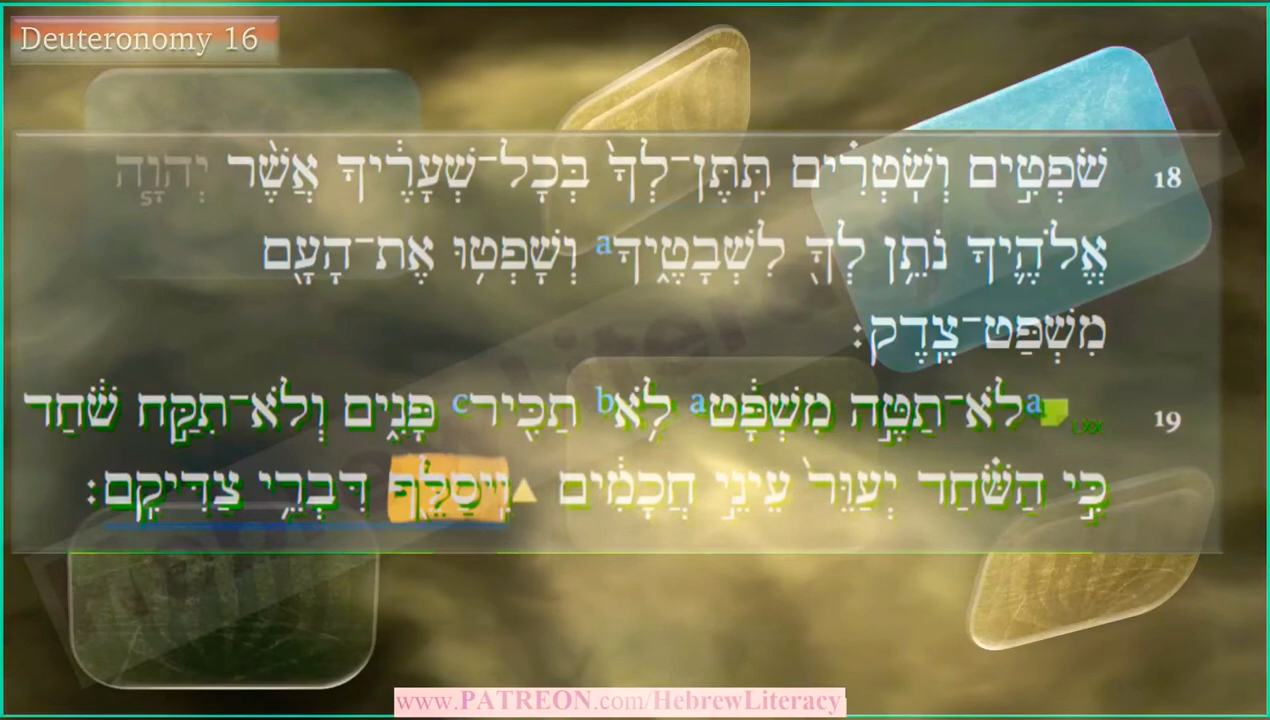 Deuteronomy 16
18 שֹׁפְטִ֣ים וְשֹֽׁטְרִ֗ים תִּֽתֶּן־לְךָ֙ בְּכָל־שְׁעָרֶ֔יךָ אֲשֶׁ֨ר יְהוָ֧ה
אֱלֹהֶ֛יךָ נֹתֵ֥ן לְךָ֖ לִשְׁבָטֶ֑יךָ a וְשָׁפְט֥וּ אֶת־הָעָ֖ם
מִשְׁפַּט־צֶֽדֶק׃
19 a לֹא־תַטֶּ֣ה מִשְׁפָּ֔ט a לֹ֥א b תַכִּ֖יר c פָּנִ֑ים וְלֹא־תִקַּ֣ח שֹׁ֔חַד
כִּ֣י הַשֹּׁ֗חַד יְעַוֵּר֙ עֵינֵ֣י חֲכָמִ֔ים וִֽיסַלֵּ֖ף דִּבְרֵ֥י צַדִּיקִֽם׃
www.PATREON.com/HebrewLiteracy